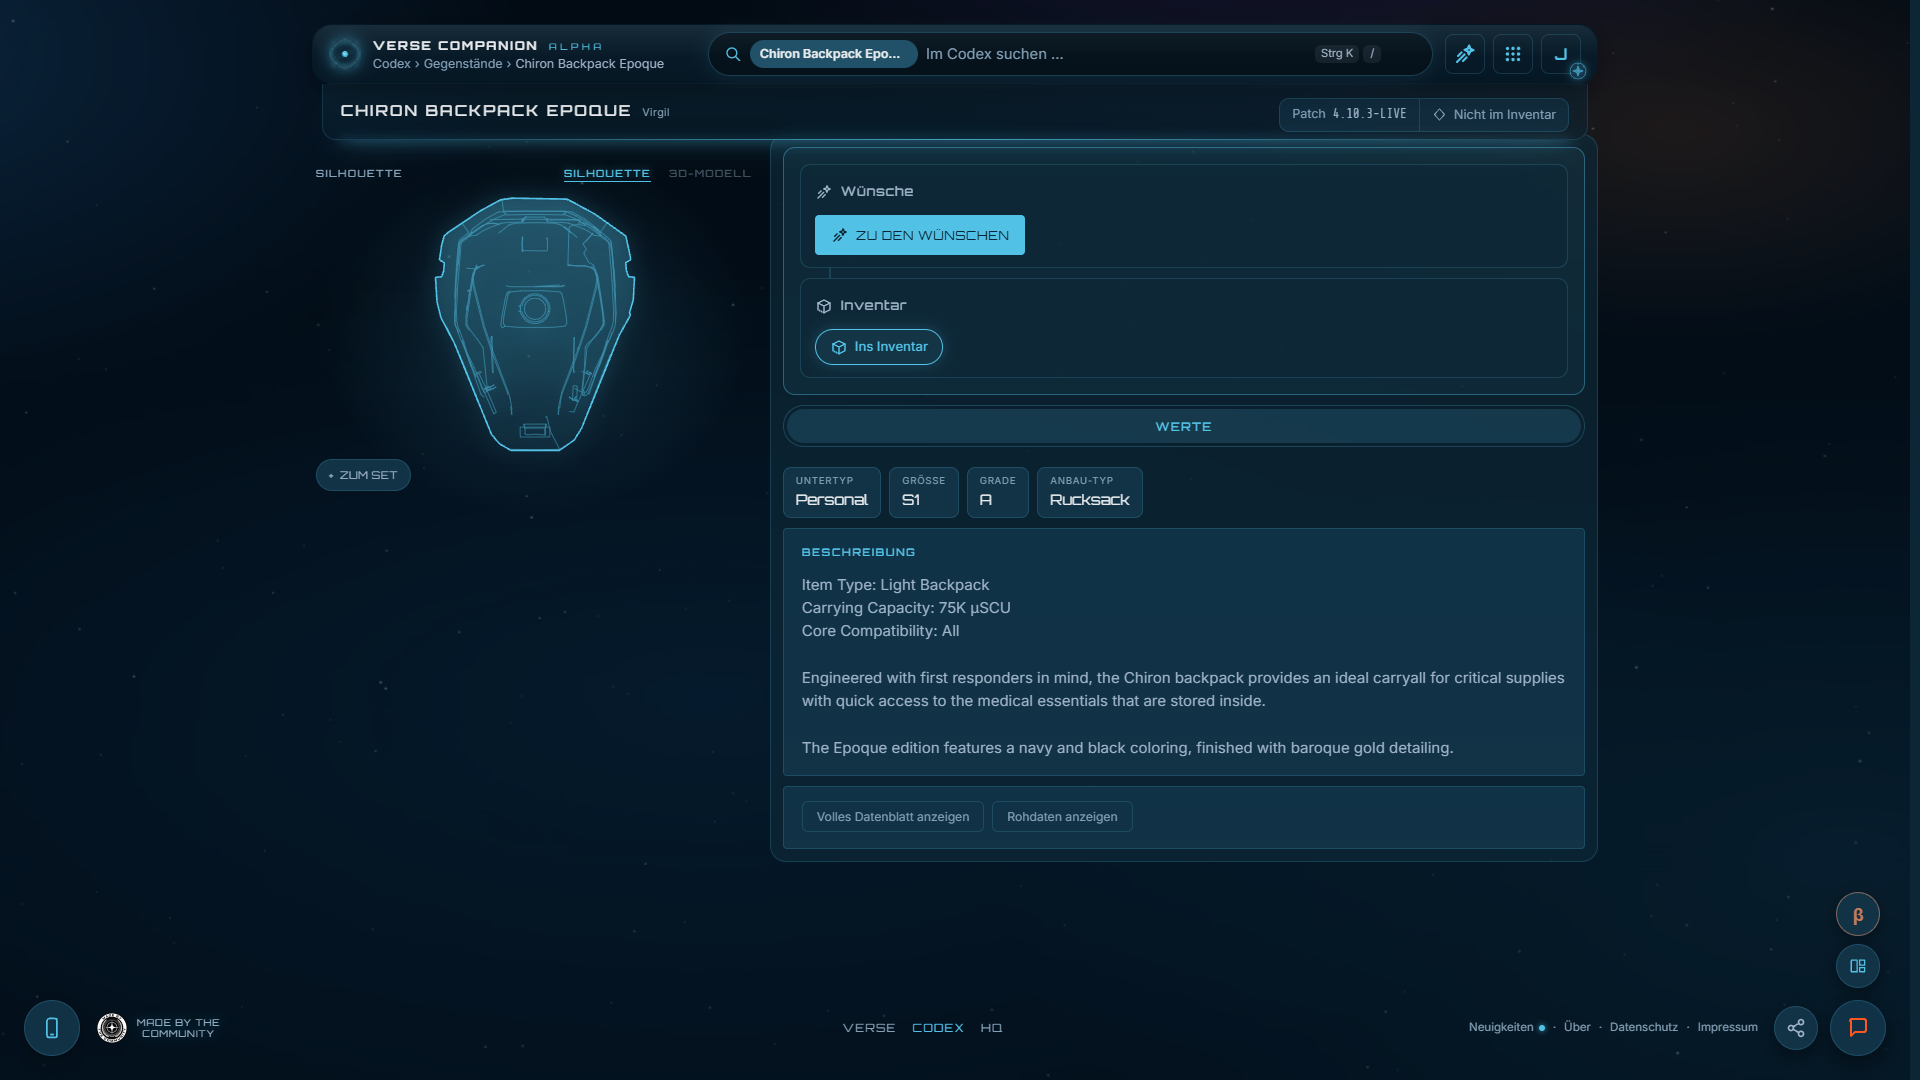 VERSE COMPANION ALPHA
Codex › Gegenstände › Chiron Backpack Epoque
Chiron Backpack Epo... Im Codex suchen ... Strg K /
CHIRON BACKPACK EPOQUE Virgil
Patch 4.10.3-LIVE Nicht im Inventar
SILHOUETTE SILHOUETTE 3D-MODELL
Wünsche
ZU DEN WÜNSCHEN
Inventar
Ins Inventar
ZUM SET
WERTE
UNTERTYP GRÖSSE GRADE ANBAU-TYP
Personal S1 A Rucksack
BESCHREIBUNG
Item Type: Light Backpack
Carrying Capacity: 75K µSCU
Core Compatibility: All
Engineered with first responders in mind, the Chiron backpack provides an ideal carryall for critical supplies
with quick access to the medical essentials that are stored inside.
The Epoque edition features a navy and black coloring, finished with baroque gold detailing.
Volles Datenblatt anzeigen Rohdaten anzeigen
β
MADE BY THE
COMMUNITY
VERSE CODEX HQ
Neuigkeiten · Über · Datenschutz · Impressum